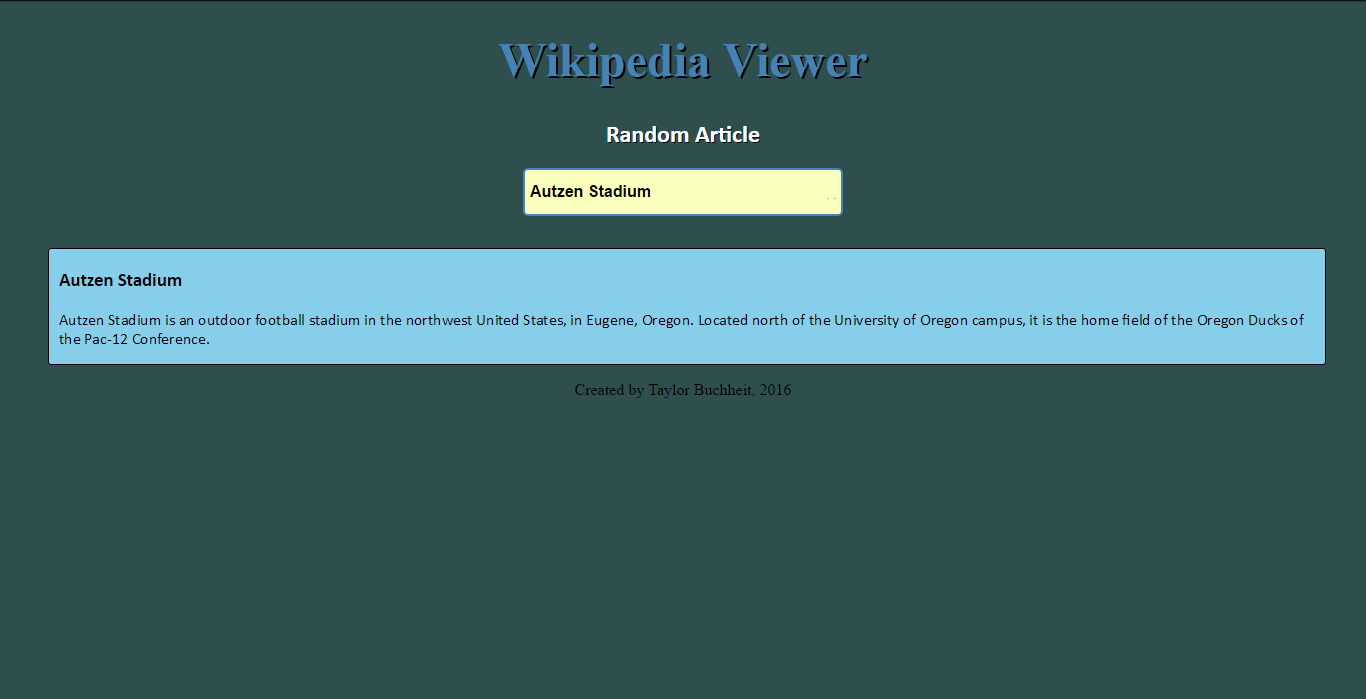 Wikipedia Viewer
Random Article
Autzen Stadium
Autzen Stadium
Autzen Stadium is an outdoor football stadium in the northwest United States, in Eugene, Oregon. Located north of the University of Oregon campus, it is the home field of the Oregon Ducks of
the Pac-12 Conference.
Created by Taylor Buchheit, 2016